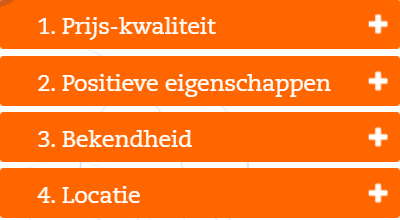 1. Prijs-kwaliteit
2. Positieve eigenschappen
3. Bekendheid
4. Locatie